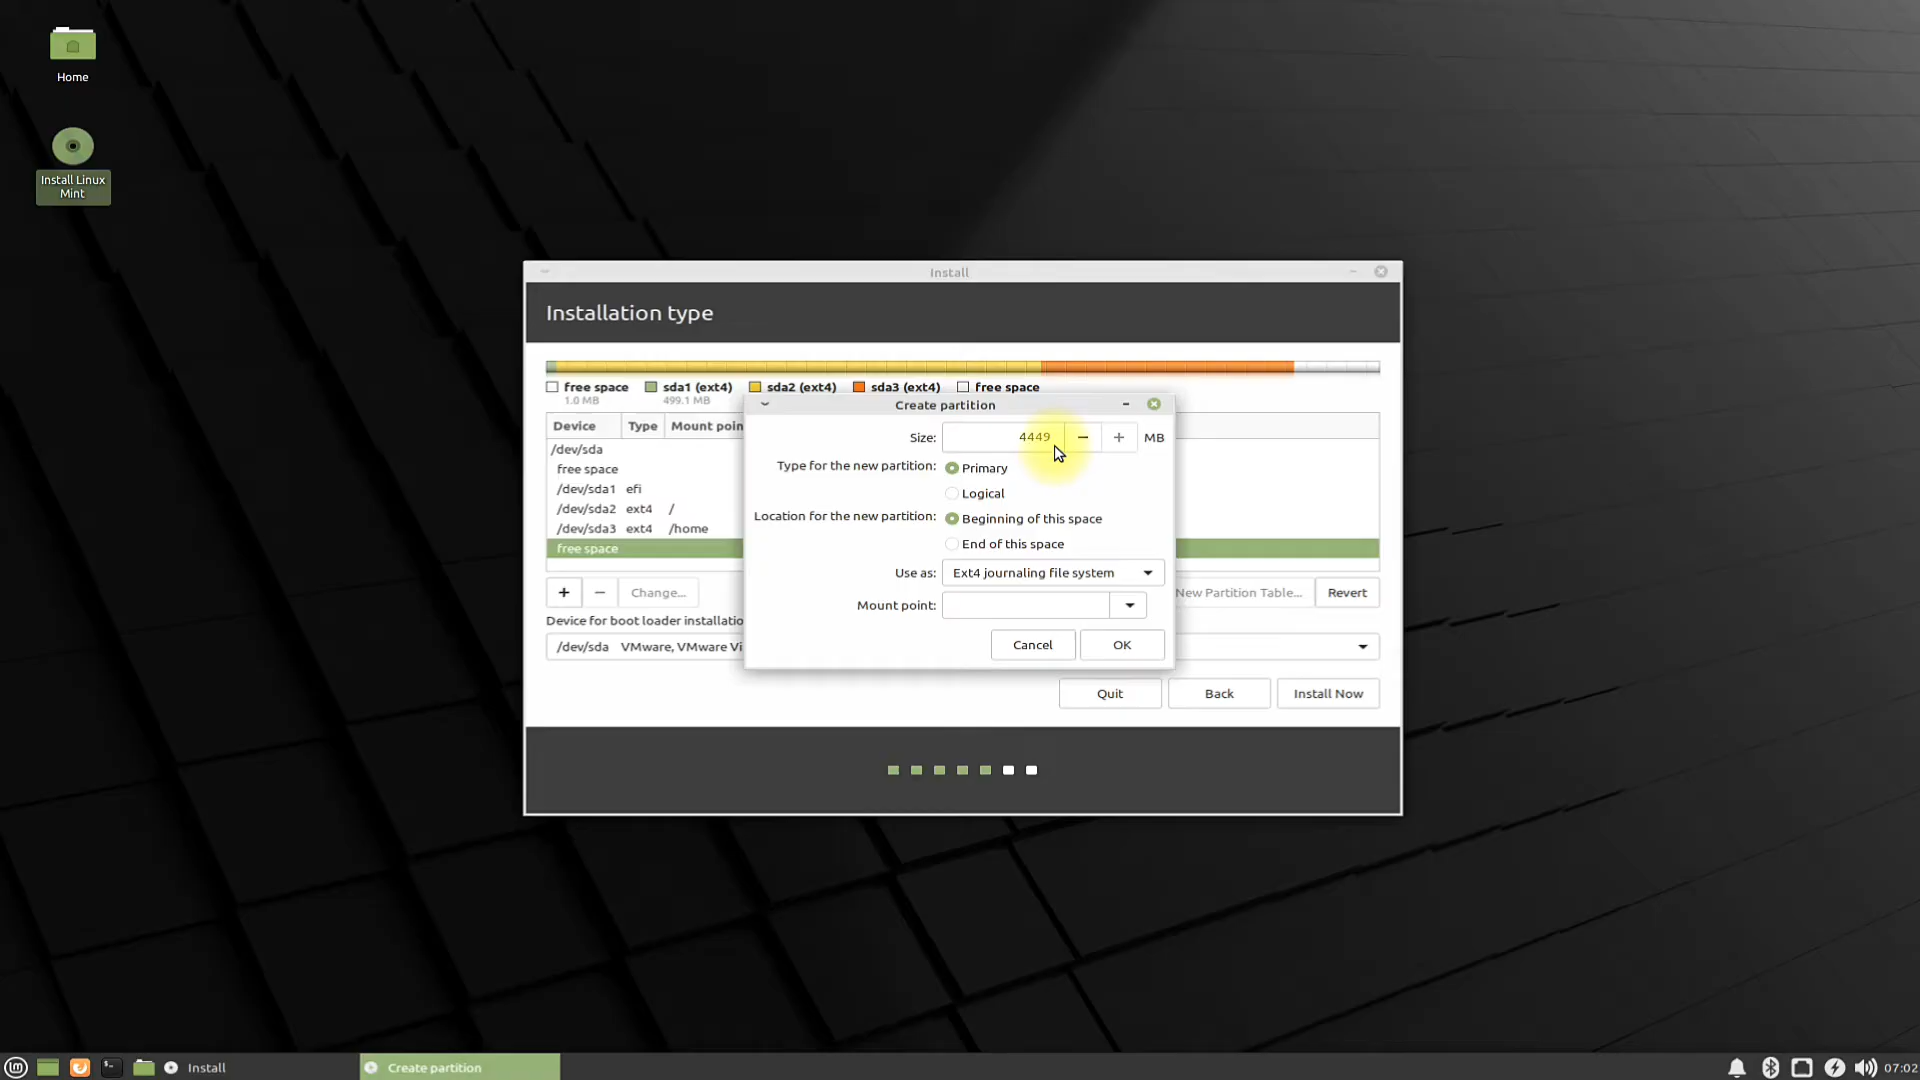 Home
Install Linux
Mint
Install
Installation type
free space
sda1 (ext4)
sda2 (ext4)
sda3 (ext4)
free space
1.0 MB
499.1 MB
Create partition
Device
Type
Mount poin
Size:
4449
MB
/dev/sda
Type for the new partition:
Primary
free space
/dev/sda1
efi
Logical
/dev/sda2
ext4
/
Location for the new partition:
Beginning of this space
/dev/sda3
ext4
/home
End of this space
free space
Use as:
Ext4 journaling file system
+
−
Change...
Mount point:
New Partition Table...
Revert
Device for boot loader installatio
/dev/sda
VMware, VMware Vi
Cancel
OK
Quit
Back
Install Now
Install
Create partition
07:02